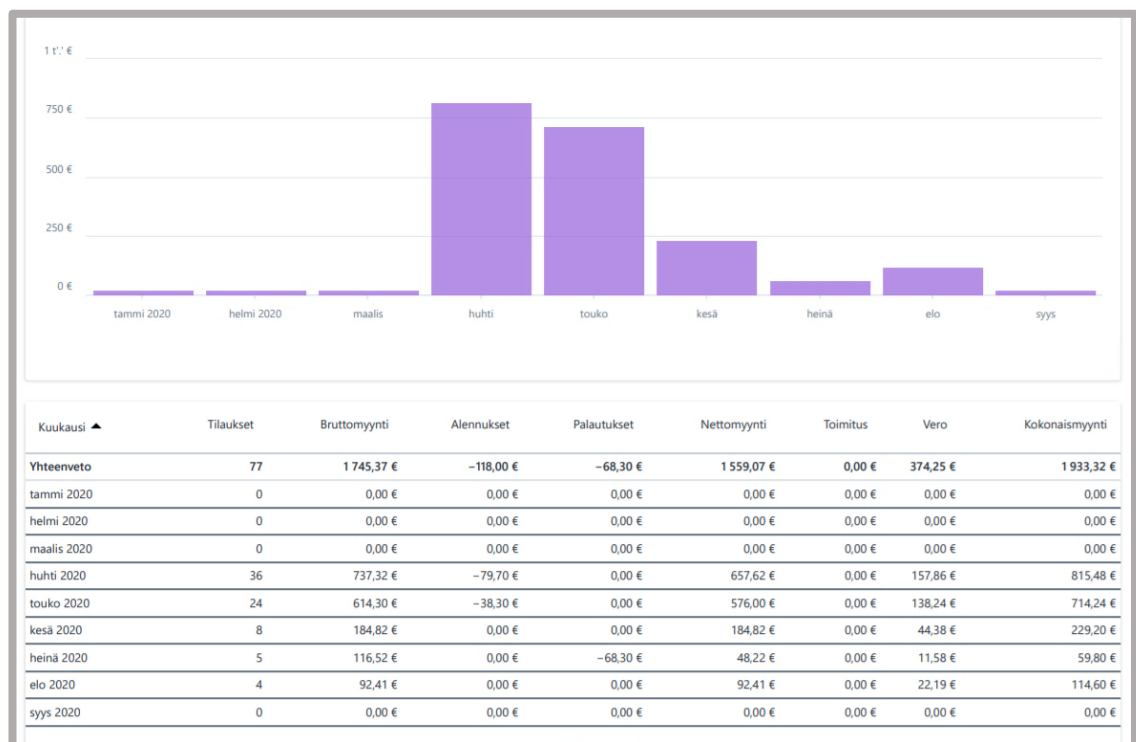 1 t'.' €
750 €
500 €
250 €
0 €
tammi 2020 helmi 2020 maalis huhti touko kesä heinä elo syys
Kuukausi ▲ Tilaukset Bruttomyynti Alennukset Palautukset Nettomyynti Toimitus Vero Kokonaismyynti
Yhteenveto 77 1 745,37 € −118,00 € −68,30 € 1 559,07 € 0,00 € 374,25 € 1 933,32 €
tammi 2020 0 0,00 € 0,00 € 0,00 € 0,00 € 0,00 € 0,00 € 0,00 €
helmi 2020 0 0,00 € 0,00 € 0,00 € 0,00 € 0,00 € 0,00 € 0,00 €
maalis 2020 0 0,00 € 0,00 € 0,00 € 0,00 € 0,00 € 0,00 € 0,00 €
huhti 2020 36 737,32 € −79,70 € 0,00 € 657,62 € 0,00 € 157,86 € 815,48 €
touko 2020 24 614,30 € −38,30 € 0,00 € 576,00 € 0,00 € 138,24 € 714,24 €
kesä 2020 8 184,82 € 0,00 € 0,00 € 184,82 € 0,00 € 44,38 € 229,20 €
heinä 2020 5 116,52 € 0,00 € −68,30 € 48,22 € 0,00 € 11,58 € 59,80 €
elo 2020 4 92,41 € 0,00 € 0,00 € 92,41 € 0,00 € 22,19 € 114,60 €
syys 2020 0 0,00 € 0,00 € 0,00 € 0,00 € 0,00 € 0,00 € 0,00 €